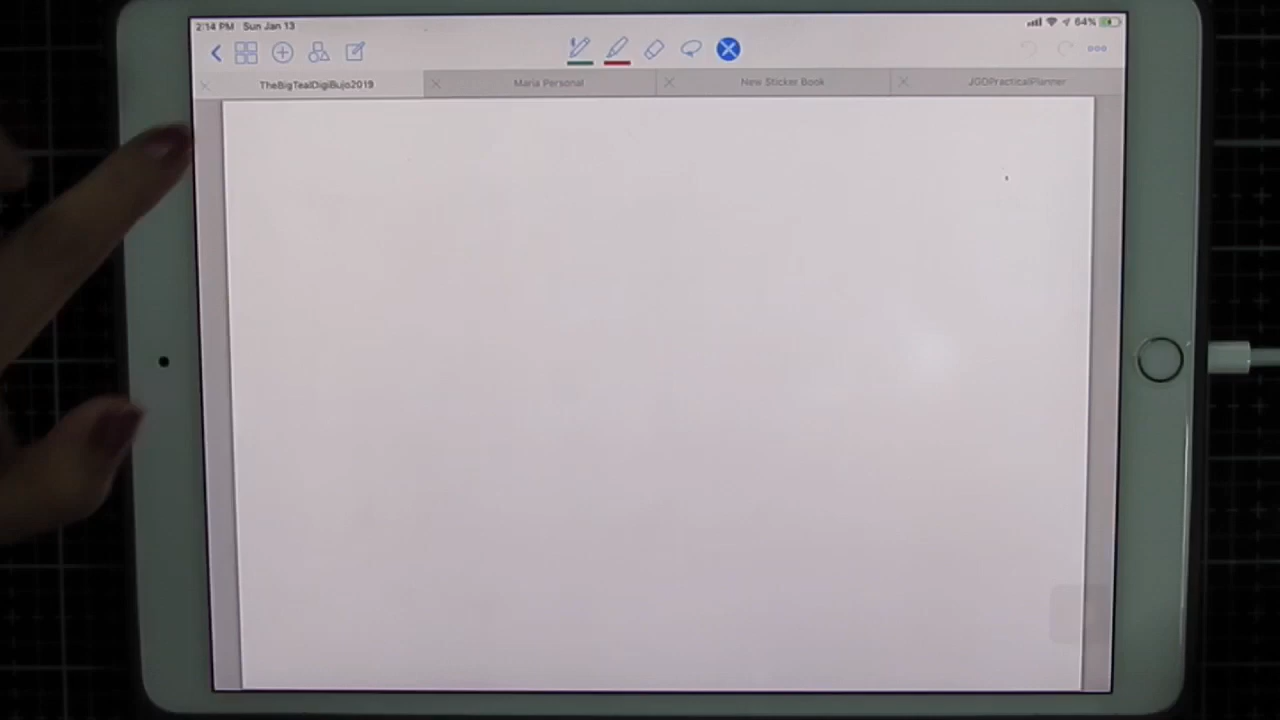 2:14 PM Sun Jan 13 64%
TheBigTealDigiBujo2019 Maria Personal New Sticker Book JGDPracticalPlanner